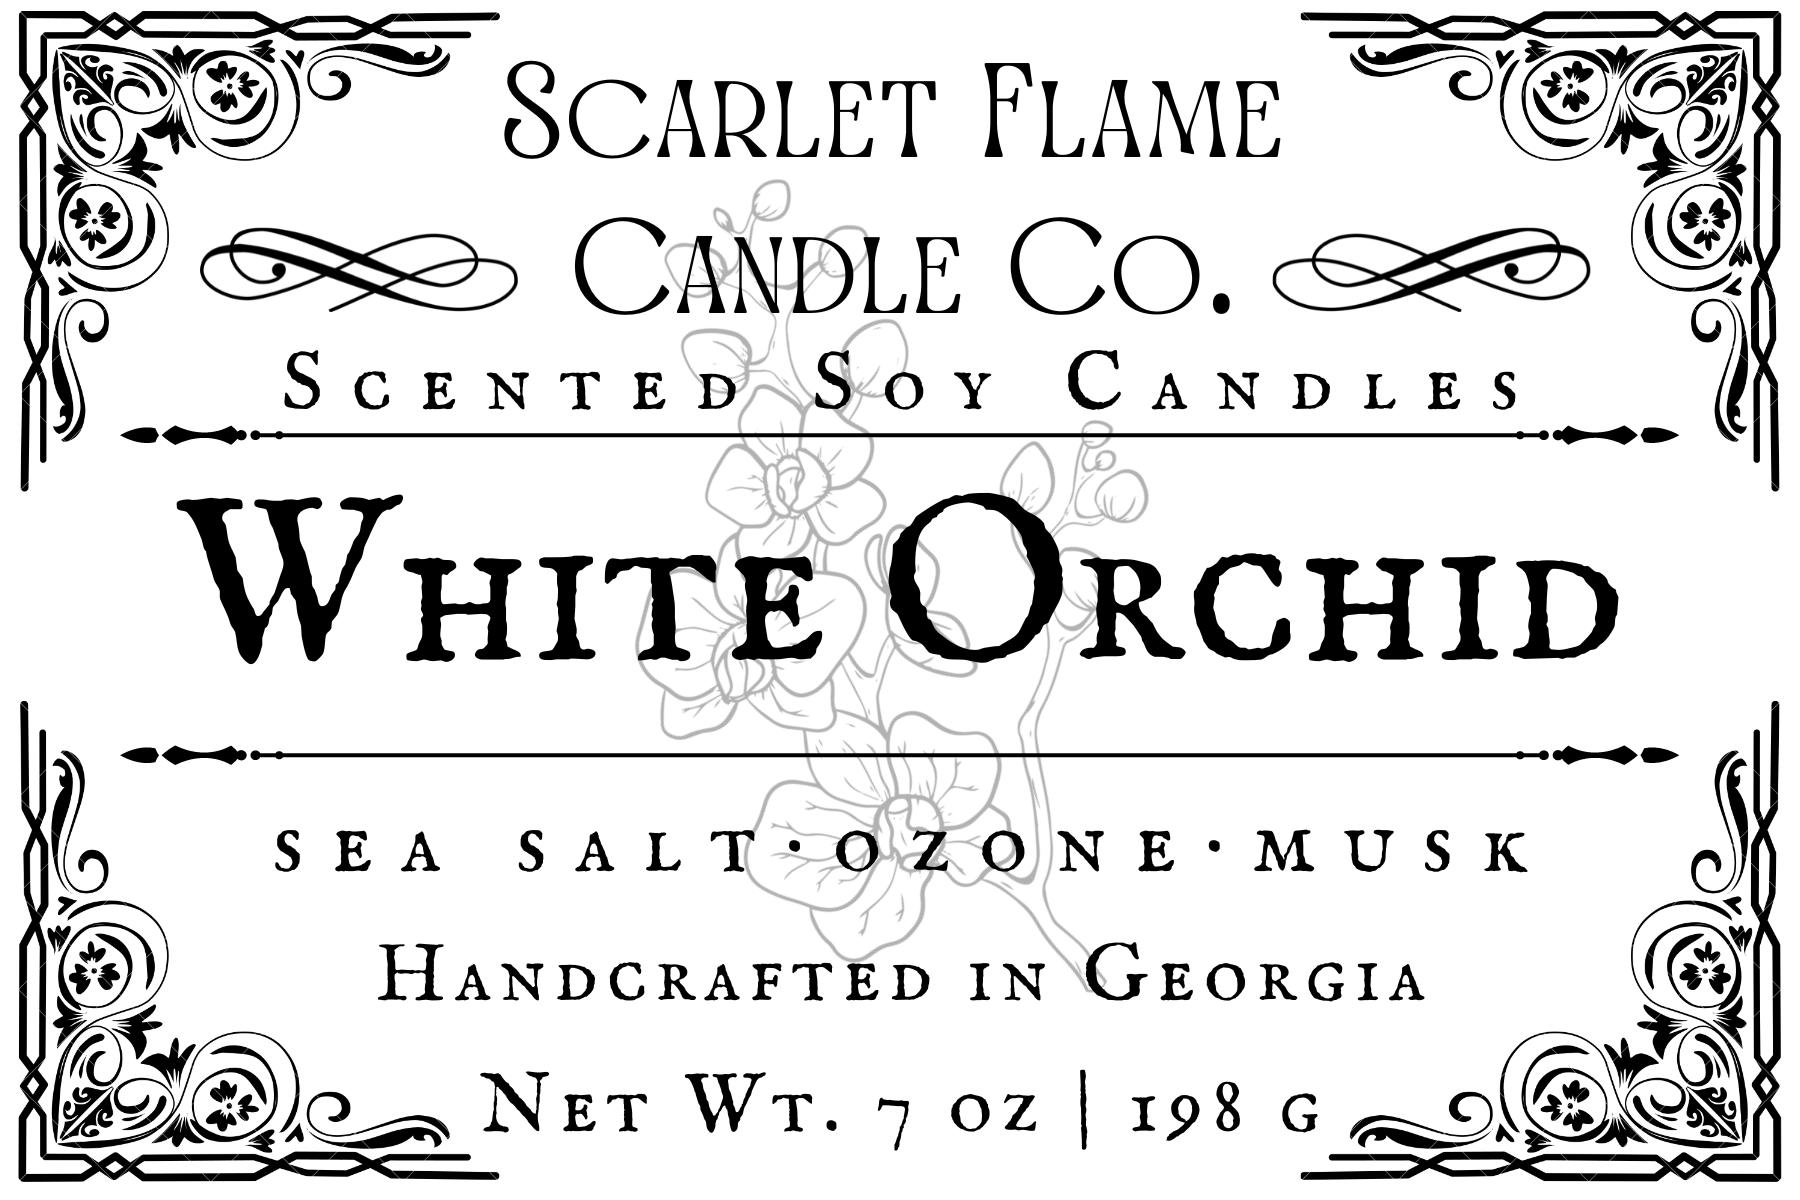 Scarlet Flame
Candle Co.
Scented Soy Candles
White Orchid
sea salt·ozone·musk
Handcrafted in Georgia
Net Wt. 7 oz | 198 g